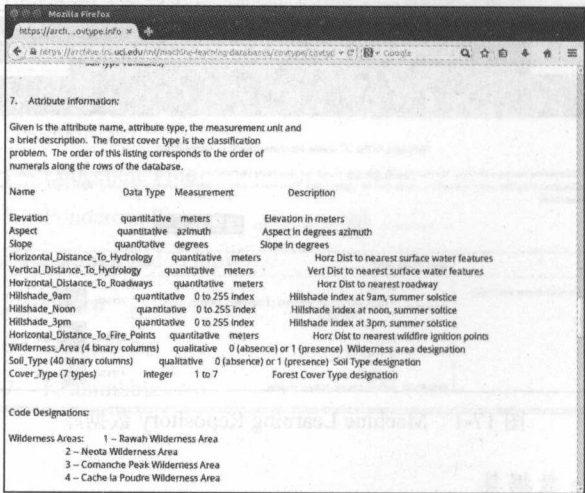 Mozilla Firefox
https://arch...ovtype.info
Google
7. Attribute information:
Given is the attribute name, attribute type, the measurement unit and
a brief description. The forest cover type is the classification
problem. The order of this listing corresponds to the order of
numerals along the rows of the database.
Name Data Type Measurement Description
Elevation quantitative meters Elevation in meters
Aspect quantitative azimuth Aspect in degrees azimuth
Slope quantitative degrees Slope in degrees
Horizontal_Distance_To_Hydrology quantitative meters Horz Dist to nearest surface water features
Vertical_Distance_To_Hydrology quantitative meters Vert Dist to nearest surface water features
Horizontal_Distance_To_Roadways quantitative meters Horz Dist to nearest roadway
Hillshade_9am quantitative 0 to 255 index Hillshade index at 9am, summer solstice
Hillshade_Noon quantitative 0 to 255 index Hillshade index at noon, summer soltice
Hillshade_3pm quantitative 0 to 255 index Hillshade index at 3pm, summer solstice
Horizontal_Distance_To_Fire_Points quantitative meters Horz Dist to nearest wildfire ignition points
Wilderness_Area (4 binary columns) qualitative 0 (absence) or 1 (presence) Wilderness area designation
Soil_Type (40 binary columns) qualitative 0 (absence) or 1 (presence) Soil Type designation
Cover_Type (7 types) integer 1 to 7 Forest Cover Type designation
Code Designations:
Wilderness Areas: 1 -- Rawah Wilderness Area
2 -- Neota Wilderness Area
3 -- Comanche Peak Wilderness Area
4 -- Cache la Poudre Wilderness Area